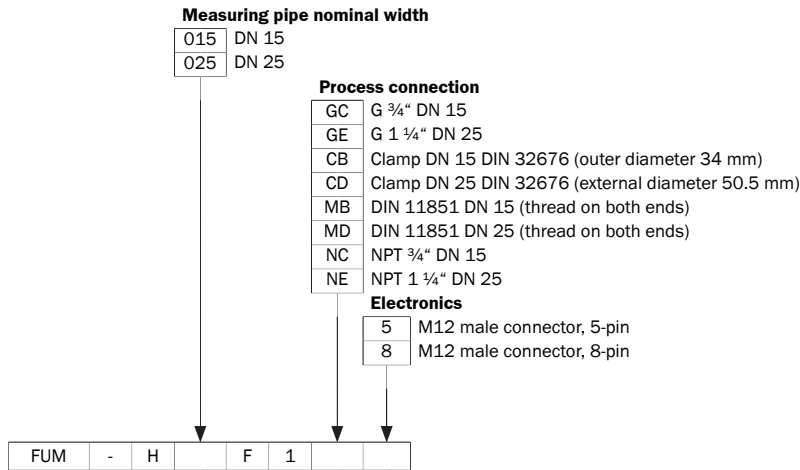 Measuring pipe nominal width
015 DN 15
025 DN 25
Process connection
GC G ¾“ DN 15
GE G 1 ¼“ DN 25
CB Clamp DN 15 DIN 32676 (outer diameter 34 mm)
CD Clamp DN 25 DIN 32676 (external diameter 50.5 mm)
MB DIN 11851 DN 15 (thread on both ends)
MD DIN 11851 DN 25 (thread on both ends)
NC NPT ¾“ DN 15
NE NPT 1 ¼“ DN 25
Electronics
5 M12 male connector, 5-pin
8 M12 male connector, 8-pin
FUM - H F 1